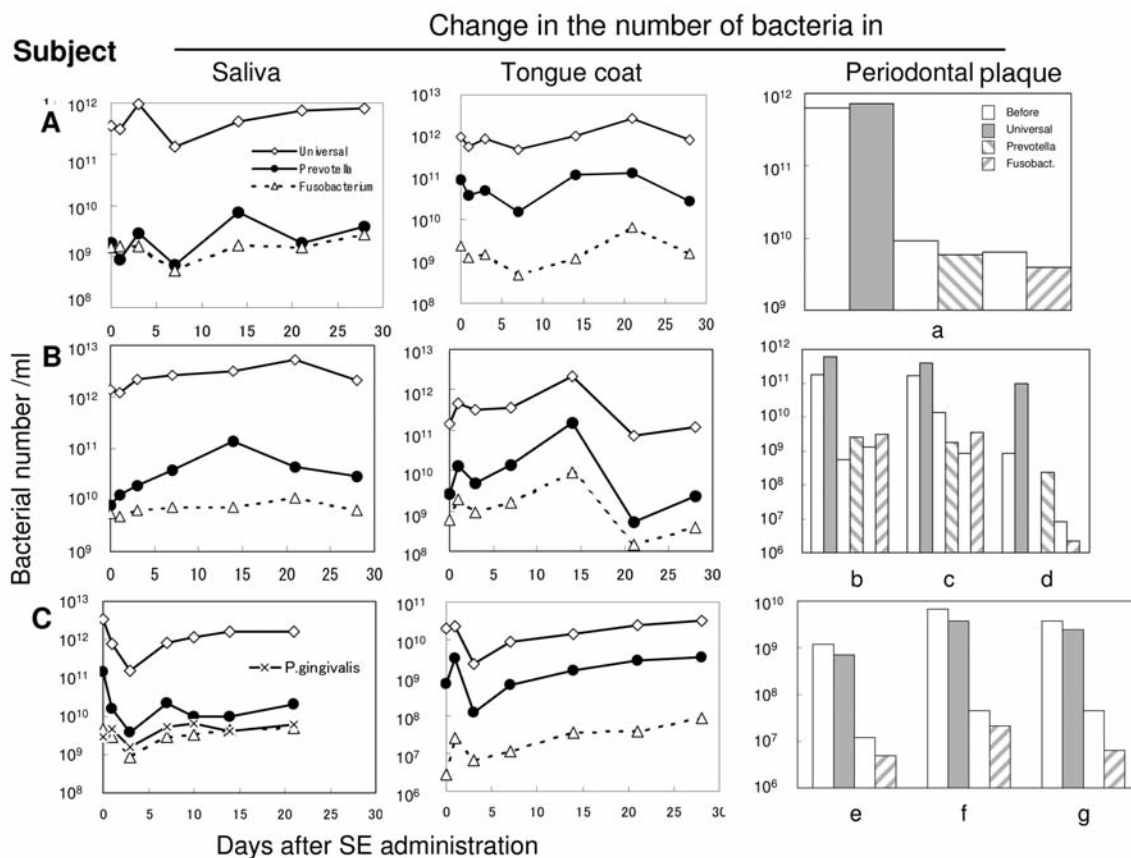 Change in the number of bacteria in
Subject
Saliva
Tongue coat
Periodontal plaque
A
10¹²
10¹¹
10¹⁰
10⁹
10⁸
Universal
Prevotella
Fusobacterium
0 5 10 15 20 25 30
10¹³
10¹²
10¹¹
10¹⁰
10⁹
10⁸
0 5 10 15 20 25 30
10¹²
10¹¹
10¹⁰
10⁹
Before
Universal
Prevotella
Fusobact.
a
B
10¹³
10¹²
10¹¹
10¹⁰
10⁹
0 5 10 15 20 25 30
10¹³
10¹²
10¹¹
10¹⁰
10⁹
10⁸
0 5 10 15 20 25 30
10¹²
10¹¹
10¹⁰
10⁹
10⁸
10⁷
10⁶
b c d
Bacterial number /ml
C
10¹³
10¹²
10¹¹
10¹⁰
10⁹
10⁸
P.gingivalis
0 5 10 15 20 25 30
10¹¹
10¹⁰
10⁹
10⁸
10⁷
10⁶
0 5 10 15 20 25 30
10¹⁰
10⁹
10⁸
10⁷
10⁶
e f g
Days after SE administration